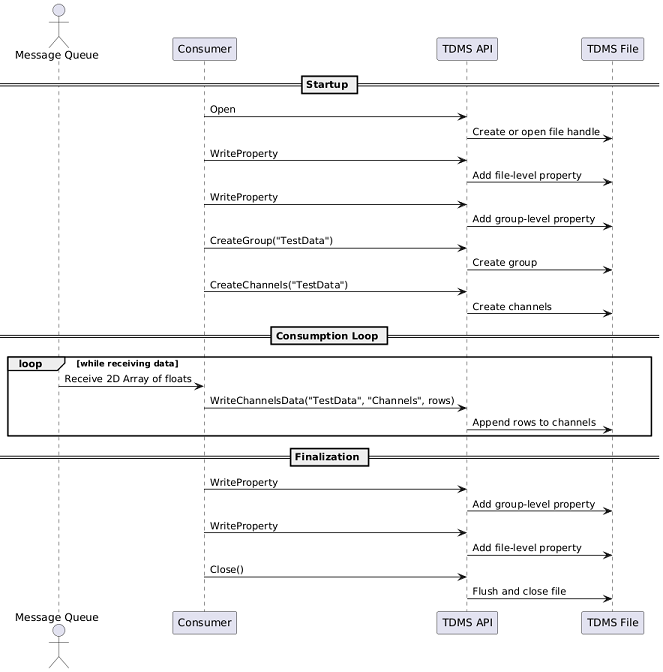 Message Queue
Consumer
TDMS API
TDMS File
Startup
Open
Create or open file handle
WriteProperty
Add file-level property
WriteProperty
Add group-level property
CreateGroup("TestData")
Create group
CreateChannels("TestData")
Create channels
Consumption Loop
loop
[while receiving data]
Receive 2D Array of floats
WriteChannelsData("TestData", "Channels", rows)
Append rows to channels
Finalization
WriteProperty
Add group-level property
WriteProperty
Add file-level property
Close()
Flush and close file
Message Queue
Consumer
TDMS API
TDMS File